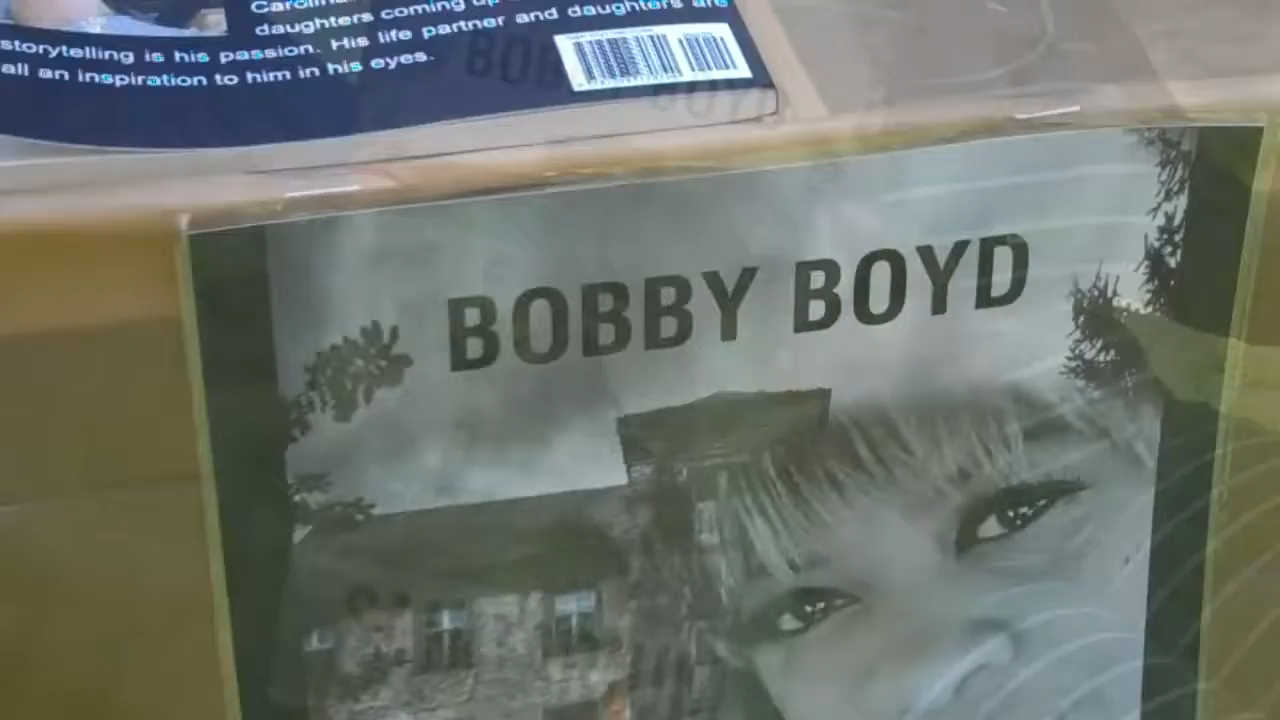 daughters coming up
storytelling is his passion. His life partner and daughters are
all an inspiration to him in his eyes.
BOBBY BOYD